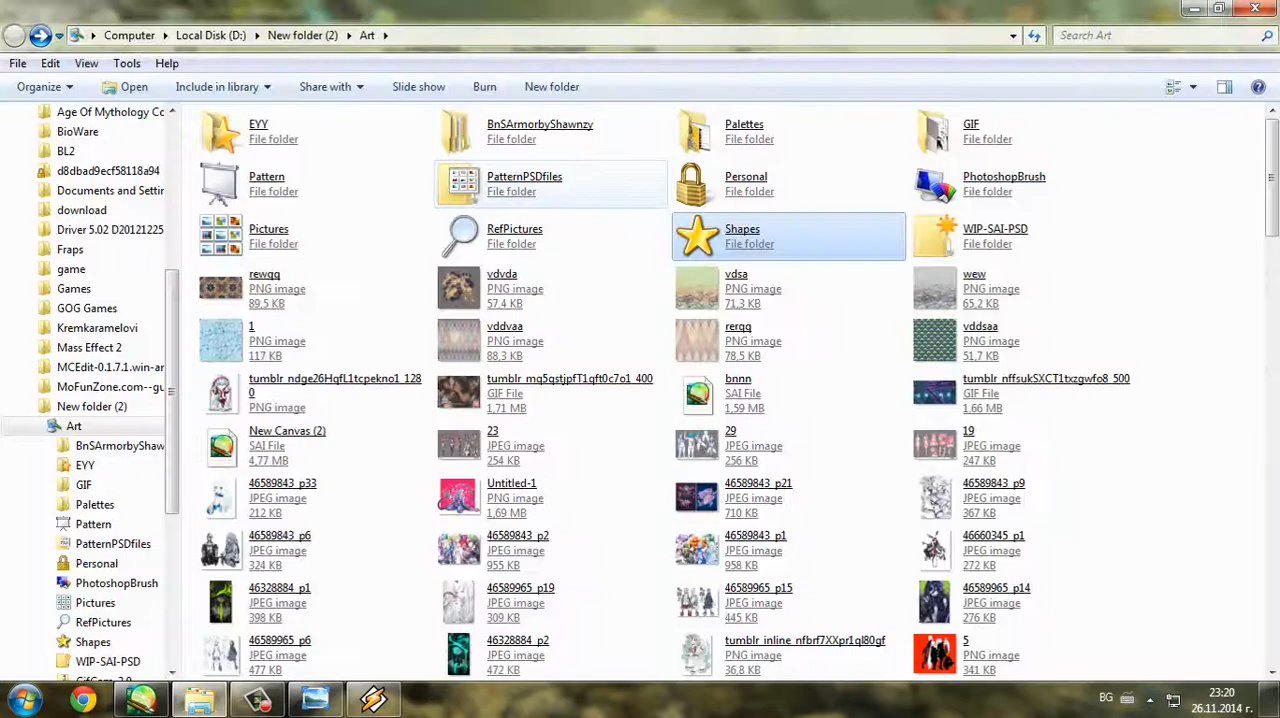 Computer Local Disk (D:) New folder (2) Art Search Art
File Edit View Tools Help
Organize Open Include in library Share with Slide show Burn New folder
Age Of Mythology Cc
BioWare
BL2
d8dbad9ecf58118a94
Documents and Settin
download
Driver 5.02 D20121225
Fraps
game
Games
GOG Games
Kremkaramelovi
Mass Effect 2
MCEdit-0.1.7.1.win-ar
MoFunZone.com--gu
New folder (2)
Art
BnSArmorbyShaw
EYY
GIF
Palettes
Pattern
PatternPSDfiles
Personal
PhotoshopBrush
Pictures
RefPictures
Shapes
WIP-SAI-PSD
EYY
File folder
BnSArmorbyShawnzy
File folder
Palettes
File folder
GIF
File folder
Pattern
File folder
PatternPSDfiles
File folder
Personal
File folder
PhotoshopBrush
File folder
Pictures
File folder
RefPictures
File folder
Shapes
File folder
WIP-SAI-PSD
File folder
rewqq
PNG image
89,5 KB
vdvda
PNG image
57,4 KB
vdsa
PNG image
71,3 KB
wew
PNG image
65,2 KB
1
PNG image
117 KB
vddvaa
PNG image
88,3 KB
rerqq
PNG image
78,5 KB
vddsaa
PNG image
51,7 KB
tumblr_ndge26HqfL1tcpekno1_128
0
PNG image
tumblr_mq5qstjpfT1qft0c7o1_400
GIF File
1,71 MB
bnnn
SAI File
1,59 MB
tumblr_nffsukSXCT1txzgwfo8_500
GIF File
1,66 MB
New Canvas (2)
SAI File
4,77 MB
23
JPEG image
254 KB
29
JPEG image
256 KB
19
JPEG image
247 KB
46589843_p33
JPEG image
212 KB
Untitled-1
PNG image
1,69 MB
46589843_p21
JPEG image
710 KB
46589843_p9
JPEG image
367 KB
46589843_p6
JPEG image
324 KB
46589843_p2
JPEG image
955 KB
46589843_p1
JPEG image
958 KB
46660345_p1
JPEG image
272 KB
46328884_p1
JPEG image
398 KB
46589965_p19
JPEG image
309 KB
46589965_p15
JPEG image
445 KB
46589965_p14
JPEG image
276 KB
46589965_p6
JPEG image
477 KB
46328884_p2
JPEG image
472 KB
tumblr_inline_nfbrf7XXpr1ql80gf
PNG image
36,8 KB
5
PNG image
341 KB
BG
23:20
26.11.2014 г.